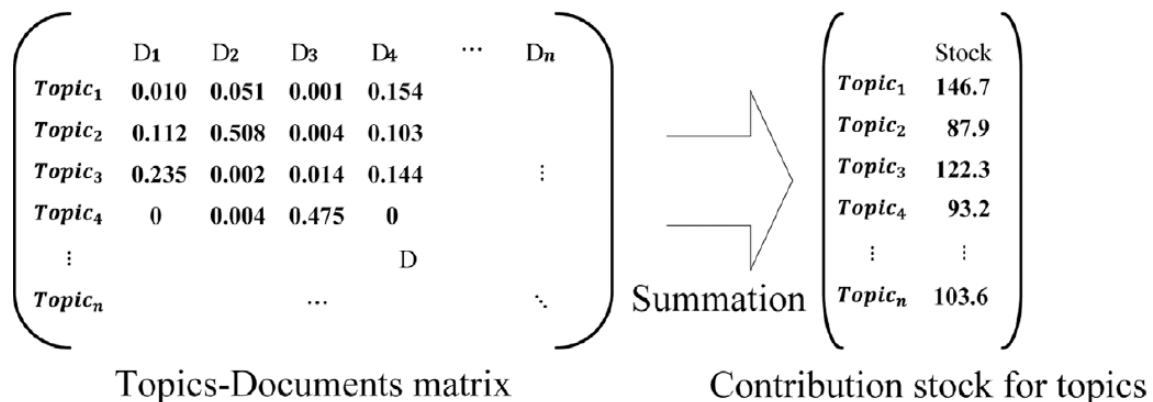 D1 D2 D3 D4 ⋯ Dn
Topic1 0.010 0.051 0.001 0.154
Topic2 0.112 0.508 0.004 0.103
Topic3 0.235 0.002 0.014 0.144 ⋮
Topic4 0 0.004 0.475 0
⋮ D
Topicn ⋯ ⋱
Topics-Documents matrix
Summation
Stock
Topic1 146.7
Topic2 87.9
Topic3 122.3
Topic4 93.2
⋮ ⋮
Topicn 103.6
Contribution stock for topics